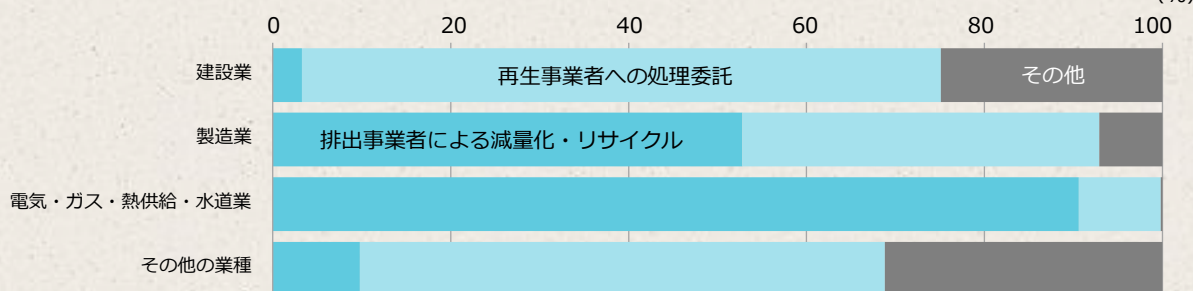 (%)
0 20 40 60 80 100
建設業 再生事業者への処理委託 その他
製造業 排出事業者による減量化・リサイクル
電気・ガス・熱供給・水道業
その他の業種